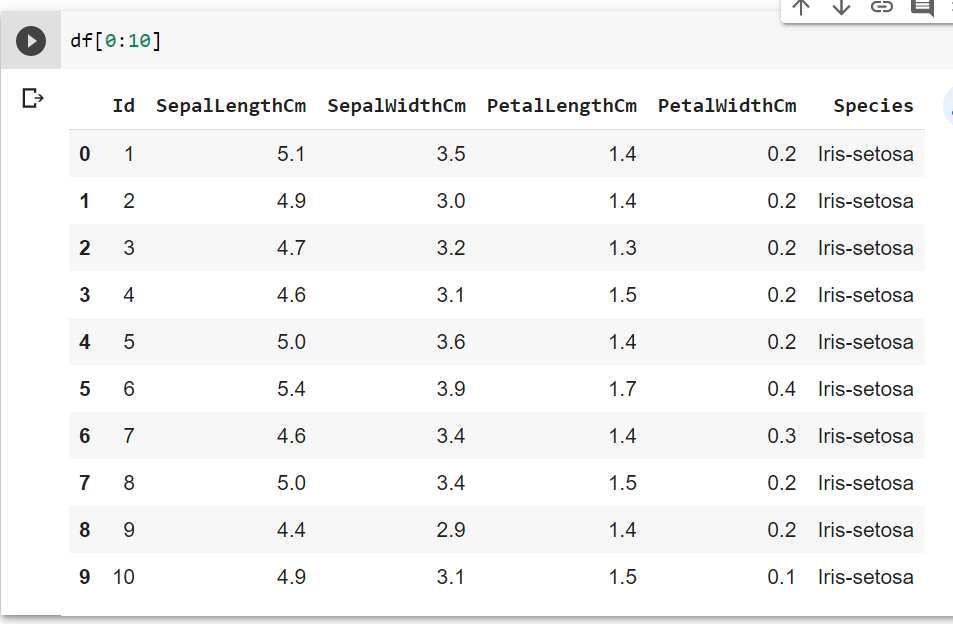 df[0:10]
Id SepalLengthCm SepalWidthCm PetalLengthCm PetalWidthCm Species
0 1 5.1 3.5 1.4 0.2 Iris-setosa
1 2 4.9 3.0 1.4 0.2 Iris-setosa
2 3 4.7 3.2 1.3 0.2 Iris-setosa
3 4 4.6 3.1 1.5 0.2 Iris-setosa
4 5 5.0 3.6 1.4 0.2 Iris-setosa
5 6 5.4 3.9 1.7 0.4 Iris-setosa
6 7 4.6 3.4 1.4 0.3 Iris-setosa
7 8 5.0 3.4 1.5 0.2 Iris-setosa
8 9 4.4 2.9 1.4 0.2 Iris-setosa
9 10 4.9 3.1 1.5 0.1 Iris-setosa